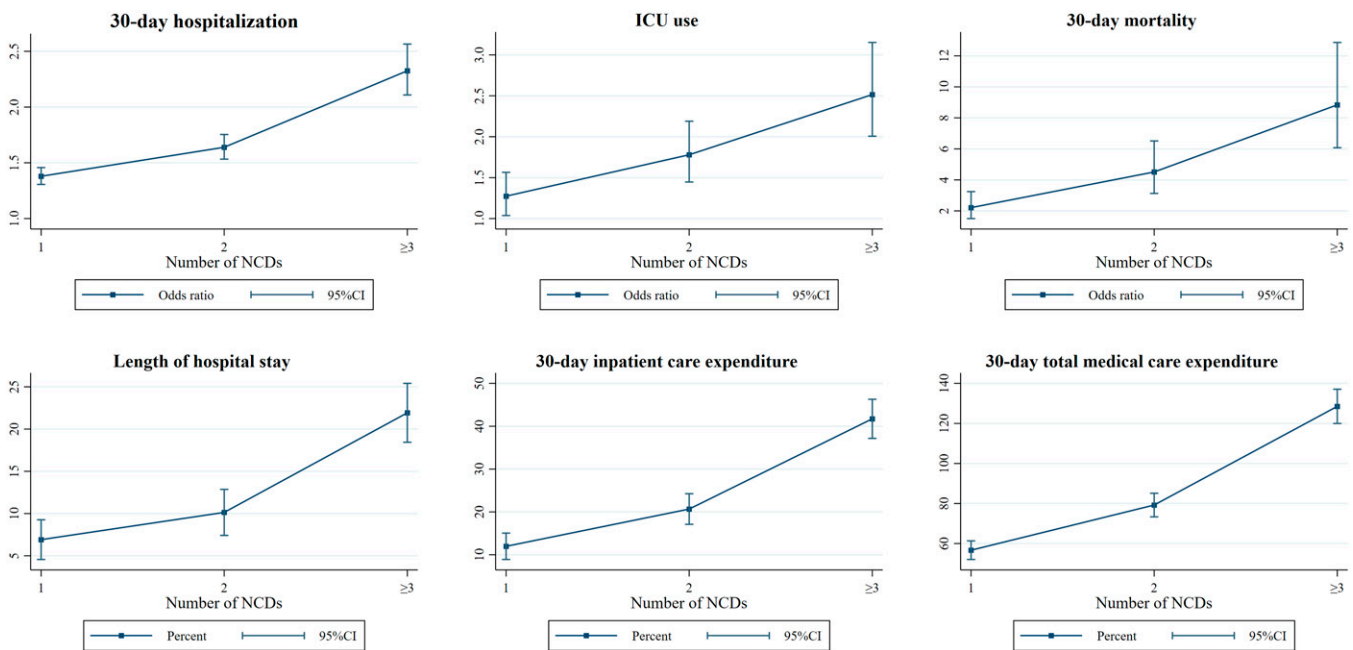 30-day hospitalization
2.5
2.0
1.5
1.0
1 2 ≥3
Number of NCDs
Odds ratio 95%CI
ICU use
3.0
2.5
2.0
1.5
1.0
1 2 ≥3
Number of NCDs
Odds ratio 95%CI
30-day mortality
12
10
8
6
4
2
1 2 ≥3
Number of NCDs
Odds ratio 95%CI
Length of hospital stay
25
20
15
10
5
1 2 ≥3
Number of NCDs
Percent 95%CI
30-day inpatient care expenditure
50
40
30
20
10
1 2 ≥3
Number of NCDs
Percent 95%CI
30-day total medical care expenditure
140
120
100
80
60
1 2 ≥3
Number of NCDs
Percent 95%CI